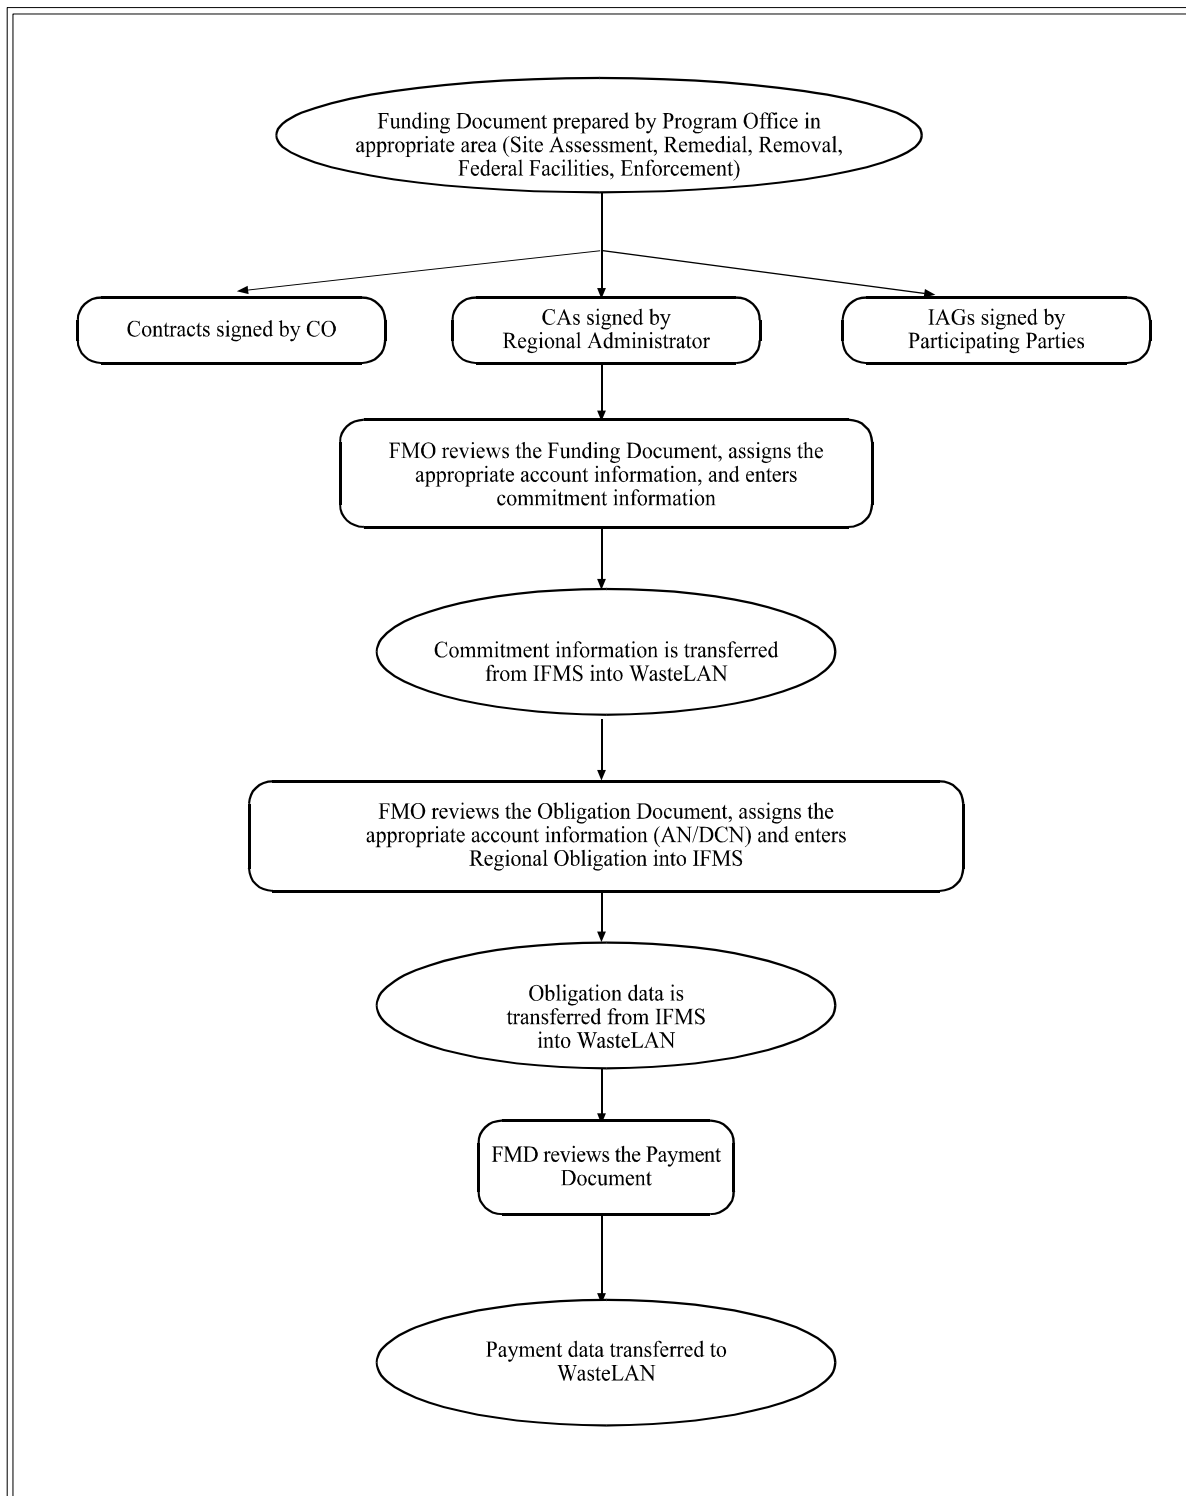 Funding Document prepared by Program Office in
appropriate area (Site Assessment, Remedial, Removal,
Federal Facilities, Enforcement)
Contracts signed by CO
CAs signed by
Regional Administrator
IAGs signed by
Participating Parties
FMO reviews the Funding Document, assigns the
appropriate account information, and enters
commitment information
Commitment information is transferred
from IFMS into WasteLAN
FMO reviews the Obligation Document, assigns the
appropriate account information (AN/DCN) and enters
Regional Obligation into IFMS
Obligation data is
transferred from IFMS
into WasteLAN
FMD reviews the Payment
Document
Payment data transferred to
WasteLAN